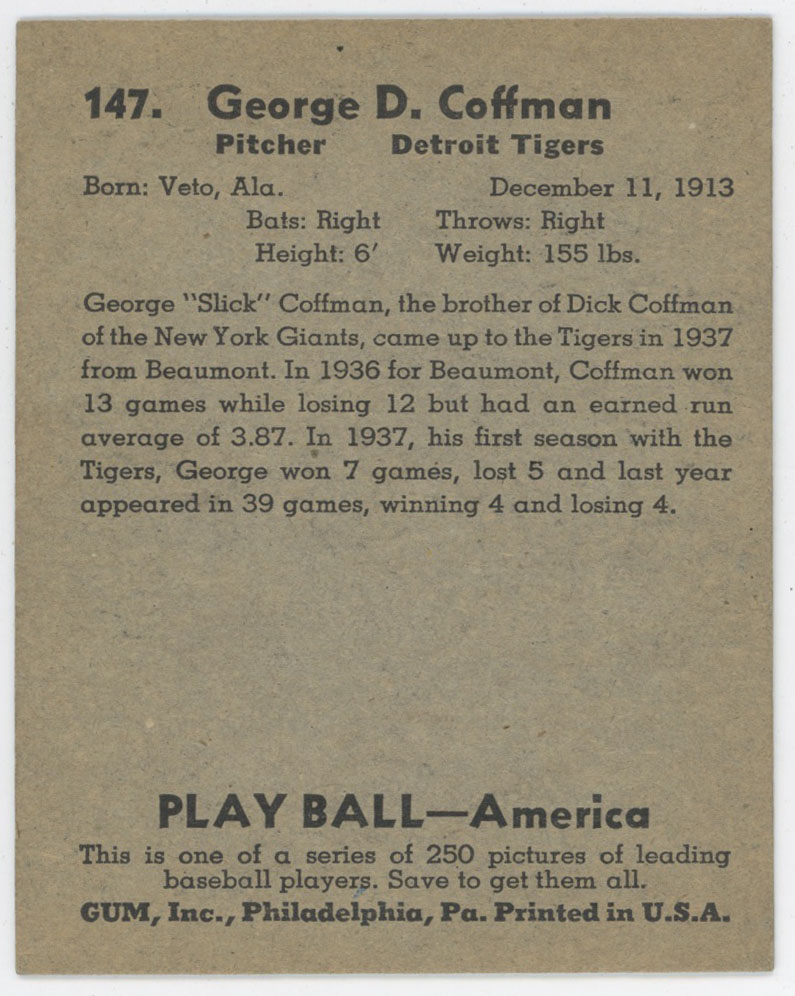 147. George D. Coffman
Pitcher Detroit Tigers
Born: Veto, Ala. December 11, 1913
Bats: Right Throws: Right
Height: 6' Weight: 155 lbs.
George "Slick" Coffman, the brother of Dick Coffman
of the New York Giants, came up to the Tigers in 1937
from Beaumont. In 1936 for Beaumont, Coffman won
13 games while losing 12 but had an earned run
average of 3.87. In 1937, his first season with the
Tigers, George won 7 games, lost 5 and last year
appeared in 39 games, winning 4 and losing 4.
PLAY BALL—America
This is one of a series of 250 pictures of leading
baseball players. Save to get them all.
GUM, Inc., Philadelphia, Pa. Printed in U.S.A.